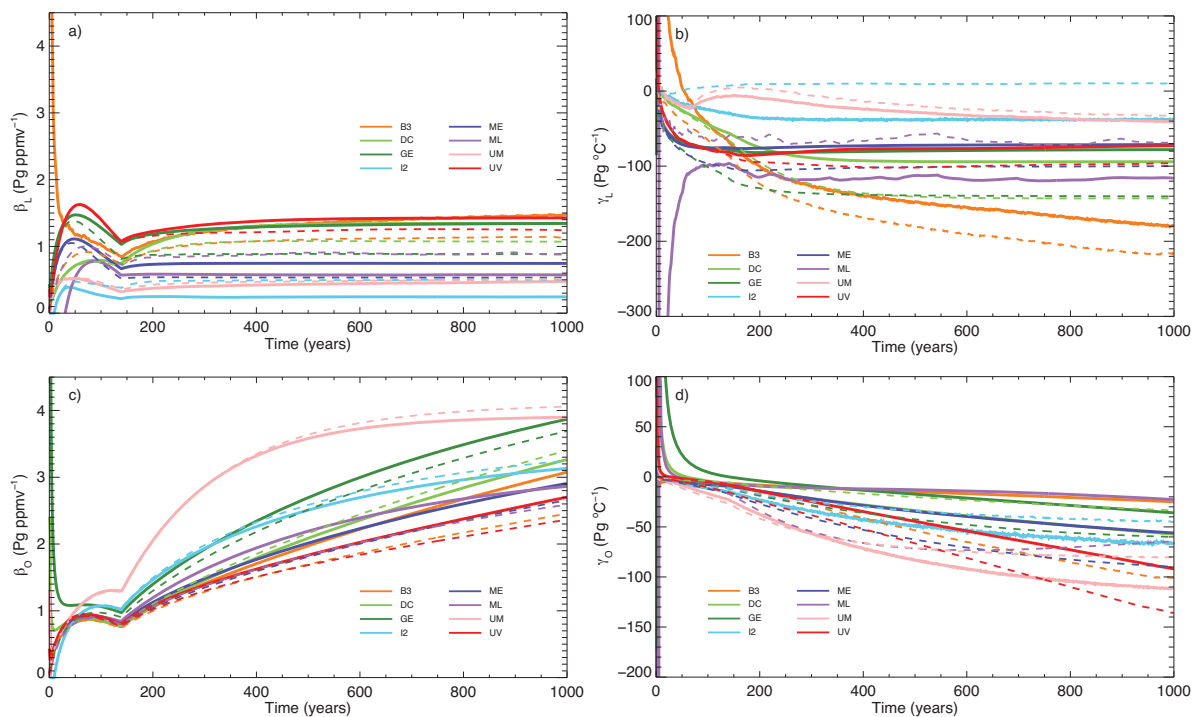 a)
4
3
2
1
0
β_L (Pg ppmv⁻¹)
B3 ME
DC ML
GE UM
I2 UV
0 200 400 600 800 1000
Time (years)
b)
100
0
−100
−200
−300
γ_L (Pg °C⁻¹)
B3 ME
DC ML
GE UM
I2 UV
0 200 400 600 800 1000
Time (years)
c)
4
3
2
1
0
β_O (Pg ppmv⁻¹)
B3 ME
DC ML
GE UM
I2 UV
0 200 400 600 800 1000
Time (years)
d)
100
50
0
−50
−100
−150
−200
γ_O (Pg °C⁻¹)
B3 ME
DC ML
GE UM
I2 UV
0 200 400 600 800 1000
Time (years)